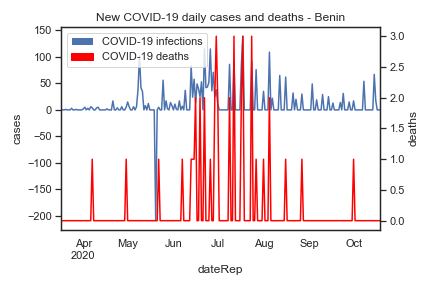 New COVID-19 daily cases and deaths - Benin
COVID-19 infections
COVID-19 deaths
150
100
50
0
−50
−100
−150
−200
cases
3.0
2.5
2.0
1.5
1.0
0.5
0.0
deaths
Apr May Jun Jul Aug Sep Oct
2020
dateRep